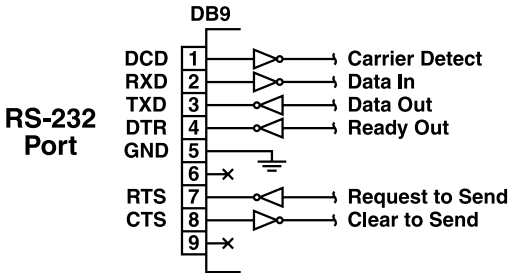 DB9
DCD 1 Carrier Detect
RXD 2 Data In
TXD 3 Data Out
DTR 4 Ready Out
GND 5
6
RTS 7 Request to Send
CTS 8 Clear to Send
9
RS-232
Port